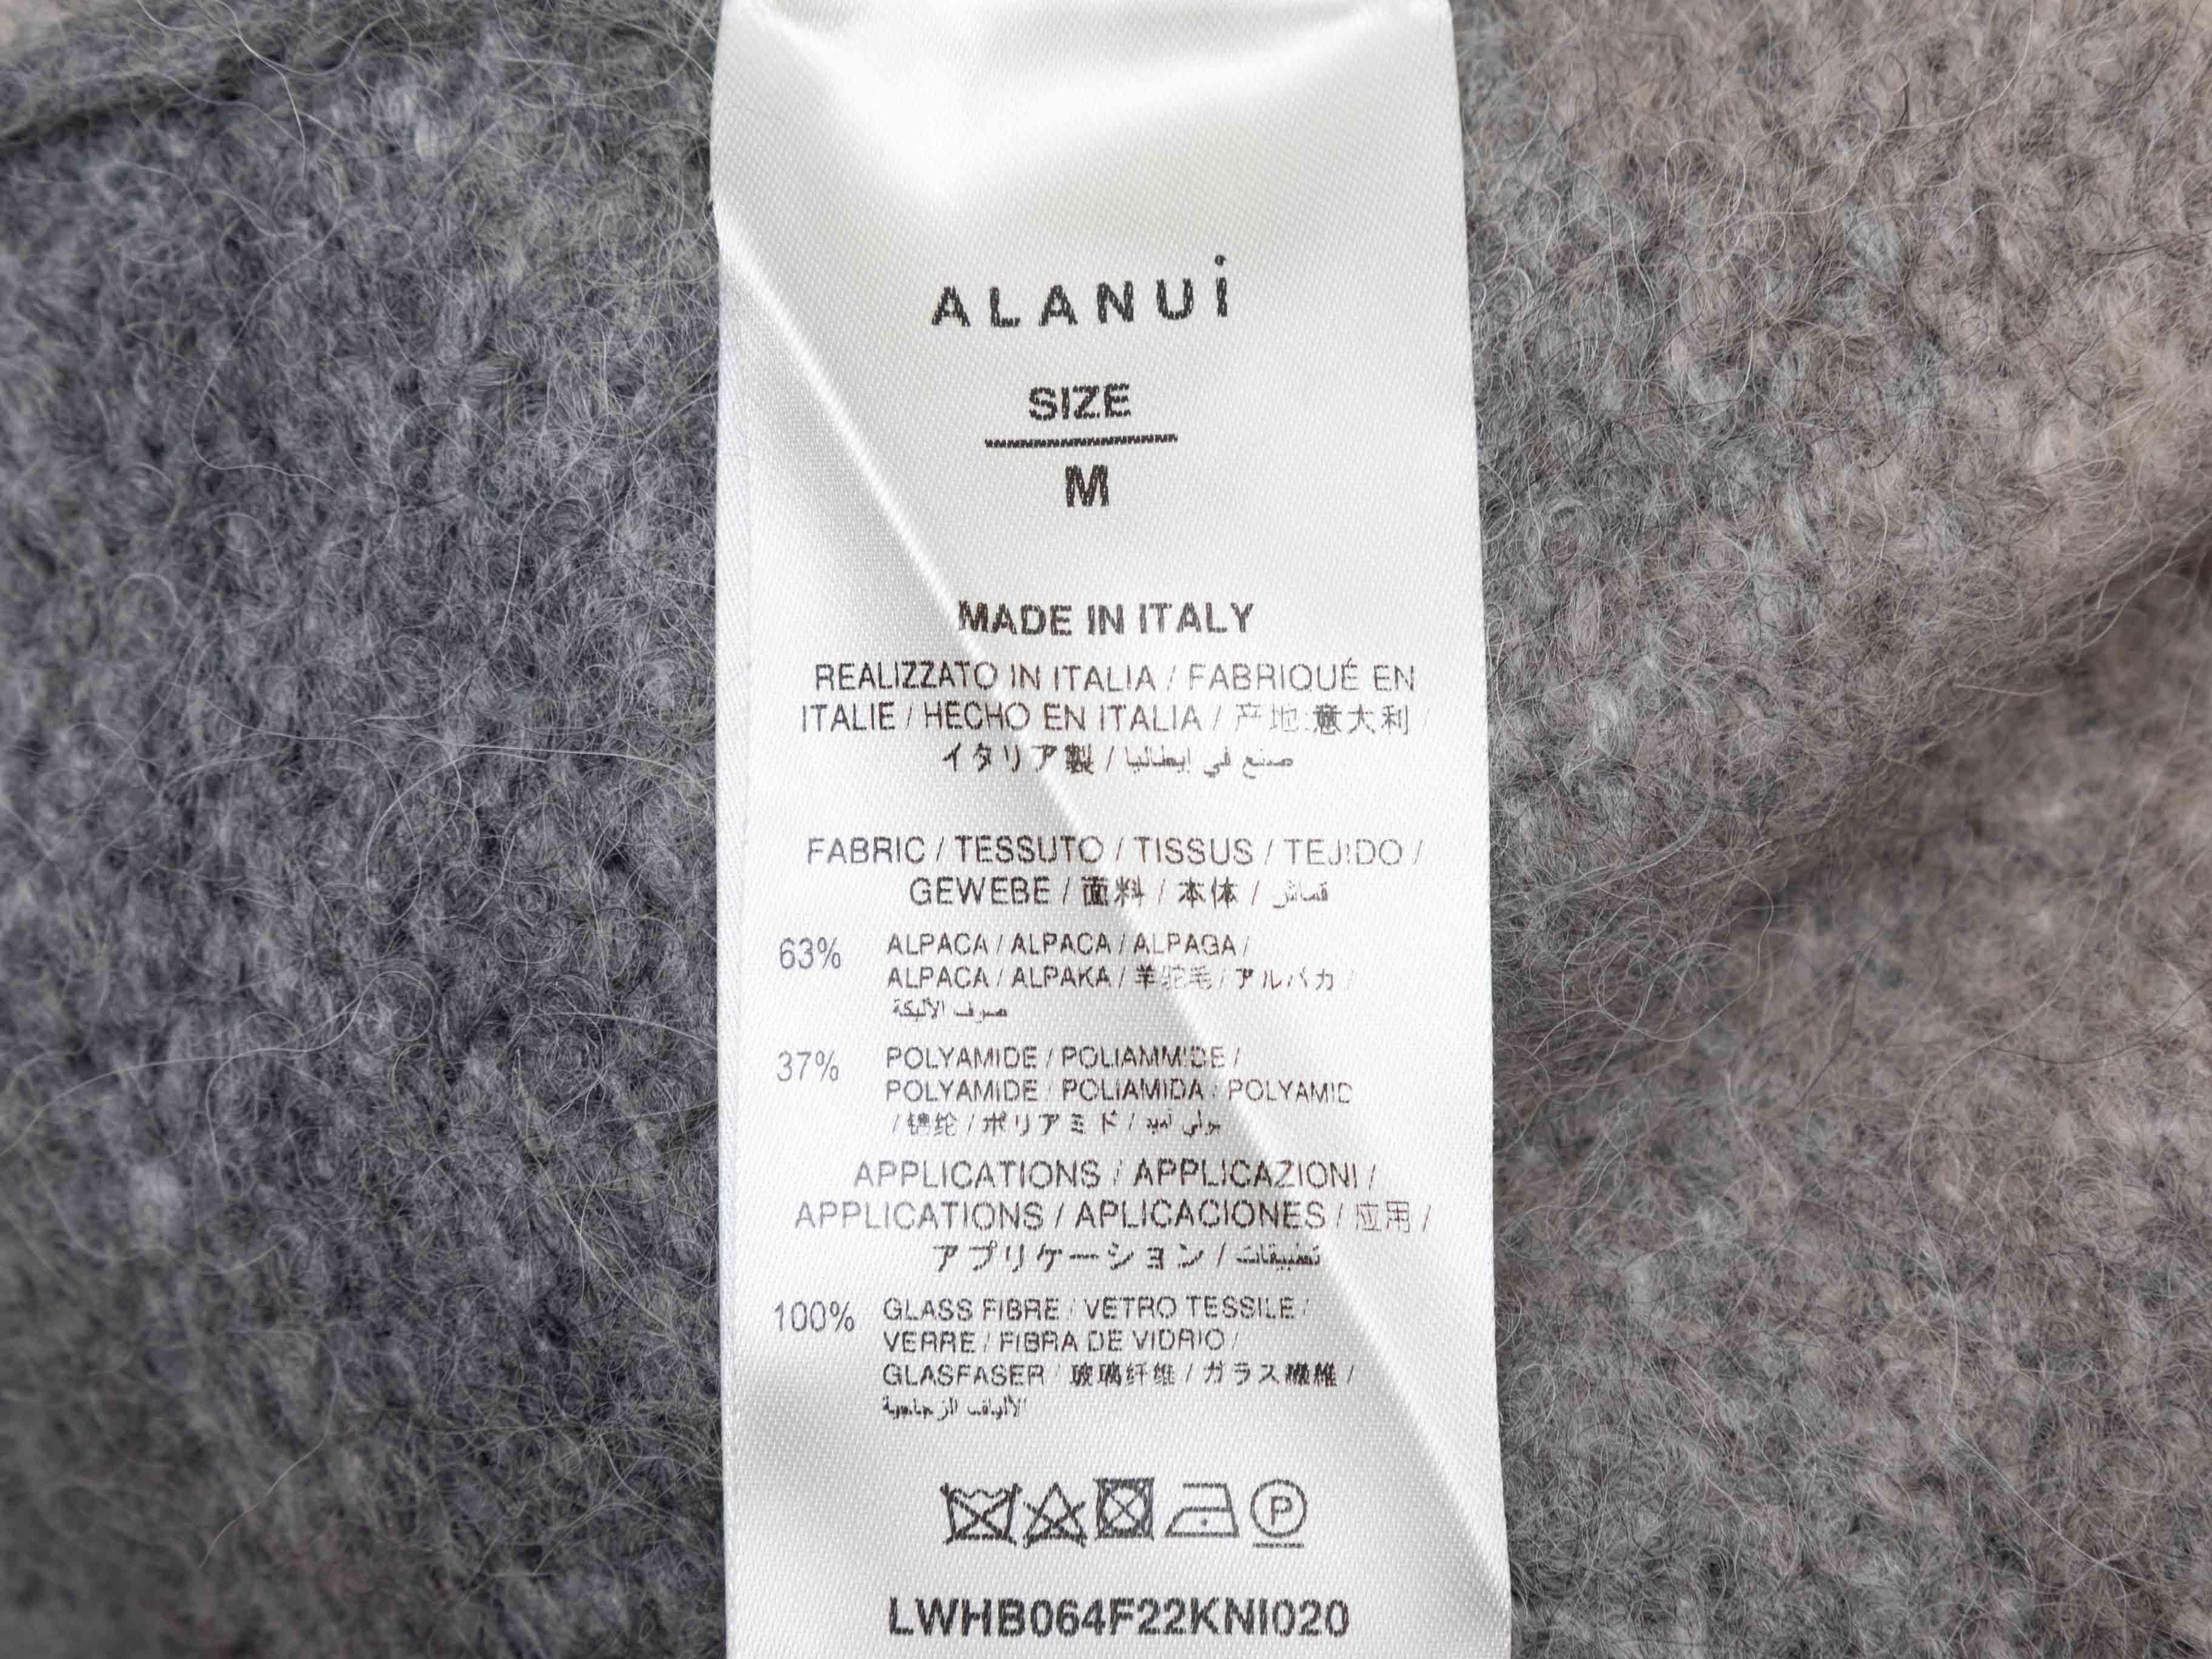 ALANUi
SIZE
M
MADE IN ITALY
REALIZZATO IN ITALIA / FABRIQUÉ EN
ITALIE / HECHO EN ITALIA / 产地:意大利 /
イタリア製 / صنع في ايطاليا
FABRIC / TESSUTO / TISSUS / TEJIDO /
GEWEBE / 面料 / 本体 / قماش
63% ALPACA / ALPACA / ALPAGA /
ALPACA / ALPAKA / 羊驼毛 / アルパカ /
صوف الألبكة
37% POLYAMIDE / POLIAMMIDE /
POLYAMIDE / POLIAMIDA / POLYAMID
/ 锦纶 / ポリアミド / بولي أميد
APPLICATIONS / APPLICAZIONI /
APPLICATIONS / APLICACIONES / 应用 /
アプリケーション / تطبيقات
100% GLASS FIBRE / VETRO TESSILE /
VERRE / FIBRA DE VIDRIO /
GLASFASER / 玻璃纤维 / ガラス繊維 /
الألياف الزجاجية
P
LWHB064F22KNI020